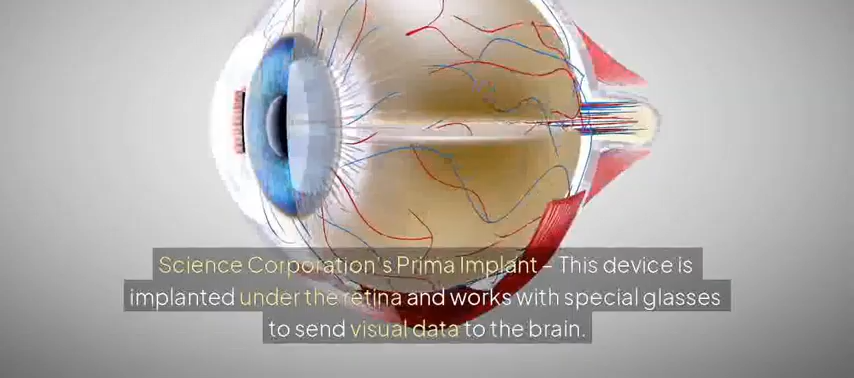 Science Corporation's Prima Implant – This device is
implanted under the retina and works with special glasses
to send visual data to the brain.